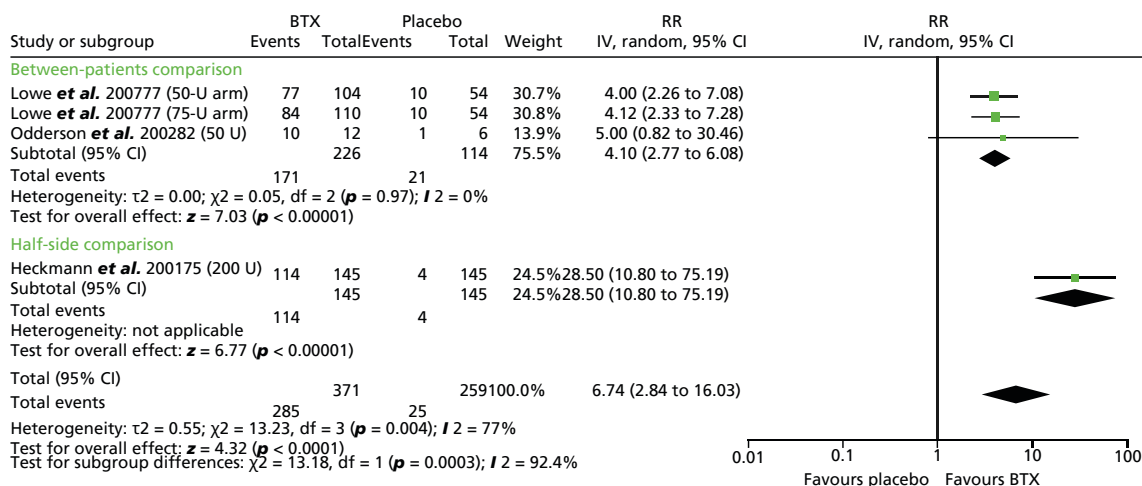 BTX Placebo RR RR
Study or subgroup Events Total Events Total Weight IV, random, 95% CI IV, random, 95% CI
Between-patients comparison
Lowe et al. 200777 (50-U arm) 77 104 10 54 30.7% 4.00 (2.26 to 7.08)
Lowe et al. 200777 (75-U arm) 84 110 10 54 30.8% 4.12 (2.33 to 7.28)
Odderson et al. 200282 (50 U) 10 12 1 6 13.9% 5.00 (0.82 to 30.46)
Subtotal (95% CI) 226 114 75.5% 4.10 (2.77 to 6.08)
Total events 171 21
Heterogeneity: τ2 = 0.00; χ2 = 0.05, df = 2 (p = 0.97); I 2 = 0%
Test for overall effect: z = 7.03 (p < 0.00001)
Half-side comparison
Heckmann et al. 200175 (200 U) 114 145 4 145 24.5% 28.50 (10.80 to 75.19)
Subtotal (95% CI) 145 145 24.5% 28.50 (10.80 to 75.19)
Total events 114 4
Heterogeneity: not applicable
Test for overall effect: z = 6.77 (p < 0.00001)
Total (95% CI) 371 259 100.0% 6.74 (2.84 to 16.03)
Total events 285 25
Heterogeneity: τ2 = 0.55; χ2 = 13.23, df = 3 (p = 0.004); I 2 = 77%
Test for overall effect: z = 4.32 (p < 0.0001)
Test for subgroup differences: χ2 = 13.18, df = 1 (p = 0.0003); I 2 = 92.4%
0.01 0.1 1 10 100
Favours placebo Favours BTX